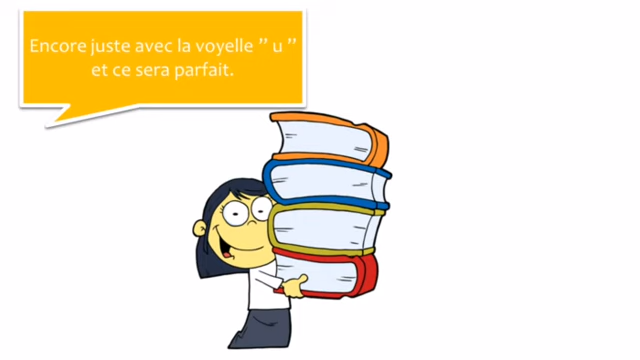 Encore juste avec la voyelle ” u ”
et ce sera parfait.